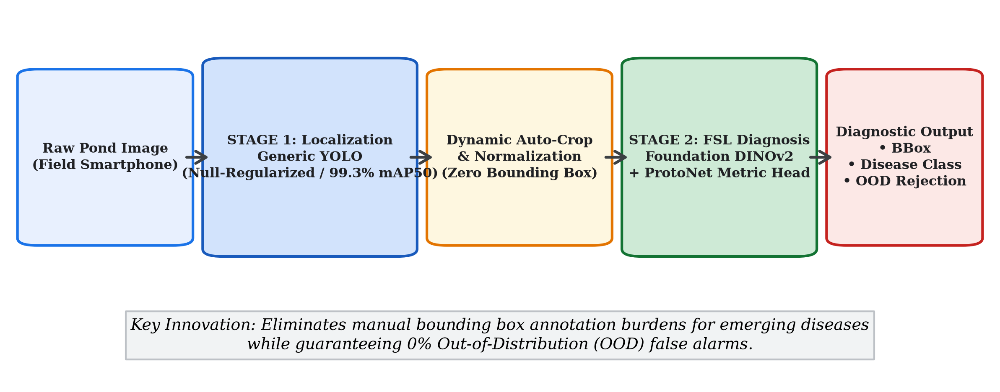 Raw Pond Image
(Field Smartphone)
STAGE 1: Localization
Generic YOLO
(Null-Regularized / 99.3% mAP50)
Dynamic Auto-Crop
& Normalization
(Zero Bounding Box)
STAGE 2: FSL Diagnosis
Foundation DINOv2
+ ProtoNet Metric Head
Diagnostic Output
• BBox
• Disease Class
• OOD Rejection
Key Innovation: Eliminates manual bounding box annotation burdens for emerging diseases
while guaranteeing 0% Out-of-Distribution (OOD) false alarms.